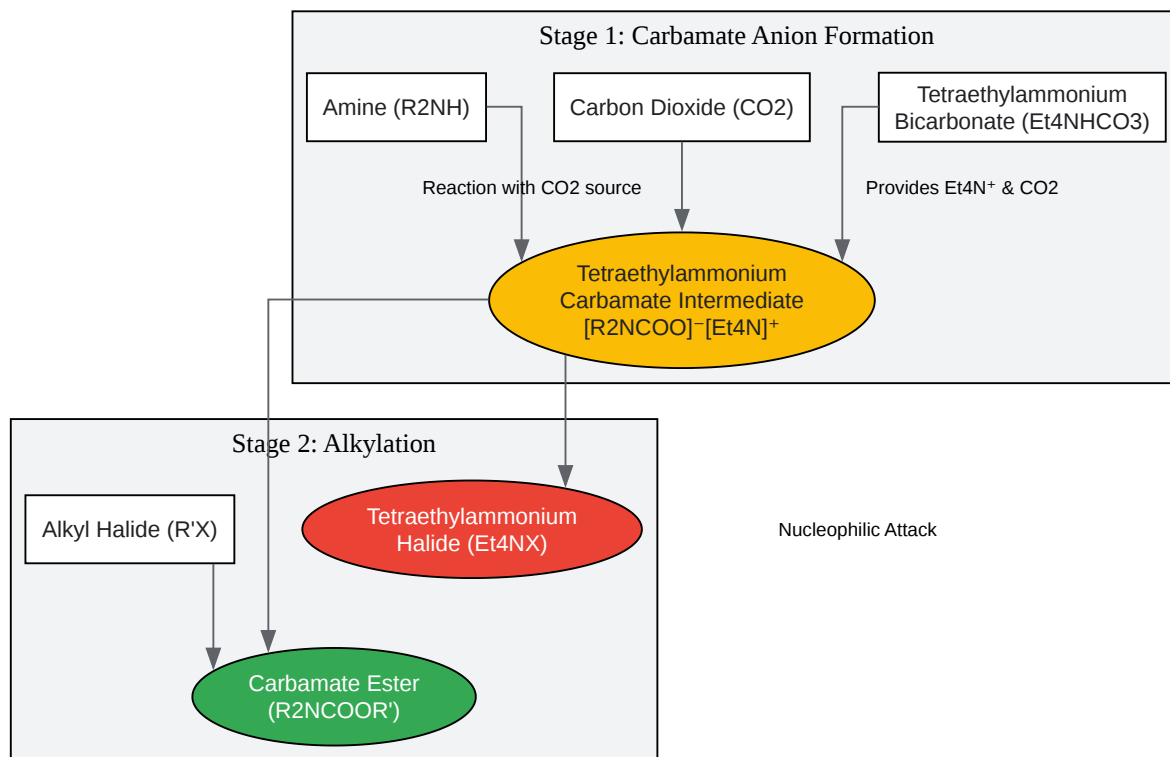 Stage 1: Carbamate Anion Formation
Amine (R2NH)
Carbon Dioxide (CO2)
Tetraethylammonium
Bicarbonate (Et4NHCO3)
Reaction with CO2 source
Provides Et4N⁺ & CO2
Tetraethylammonium
Carbamate Intermediate
[R2NCOO]⁻[Et4N]⁺
Stage 2: Alkylation
Alkyl Halide (R'X)
Tetraethylammonium
Halide (Et4NX)
Nucleophilic Attack
Carbamate Ester
(R2NCOOR')